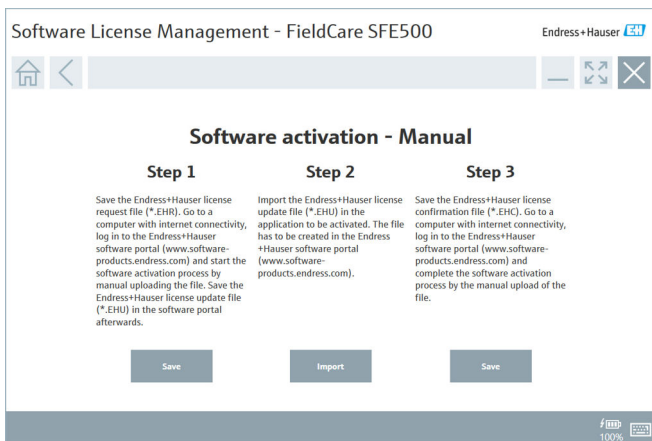 Software License Management - FieldCare SFE500
Endress+Hauser EH
Software activation - Manual
Step 1
Save the Endress+Hauser license
request file (*.EHR). Go to a
computer with internet connectivity,
log in to the Endress+Hauser
software portal (www.software-
products.endress.com) and start the
software activation process by
manual uploading the file. Save the
Endress+Hauser license update file
(*.EHU) in the software portal
afterwards.
Save
Step 2
Import the Endress+Hauser license
update file (*.EHU) in the
application to be activated. The file
has to be created in the Endress
+Hauser software portal
(www.software-
products.endress.com).
Import
Step 3
Save the Endress+Hauser license
confirmation file (*.EHC). Go to a
computer with internet connectivity,
log in to the Endress+Hauser
software portal (www.software-
products.endress.com) and
complete the software activation
process by the manual upload of the
file.
Save
100%